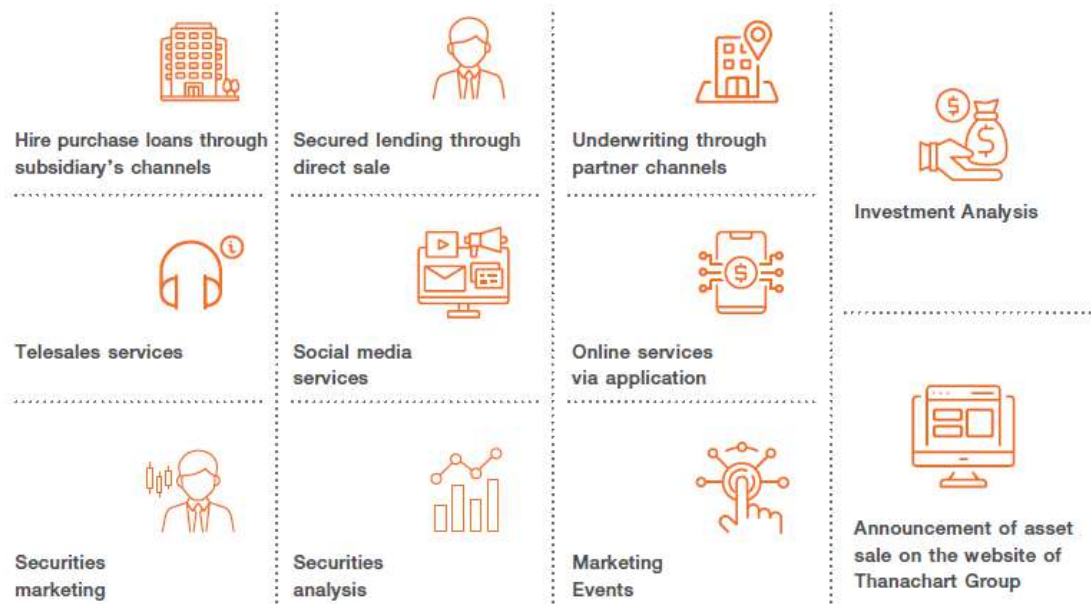 Hire purchase loans through
subsidiary's channels
Secured lending through
direct sale
Underwriting through
partner channels
Investment Analysis
Telesales services
Social media
services
Online services
via application
Securities
marketing
Securities
analysis
Marketing
Events
Announcement of asset
sale on the website of
Thanachart Group